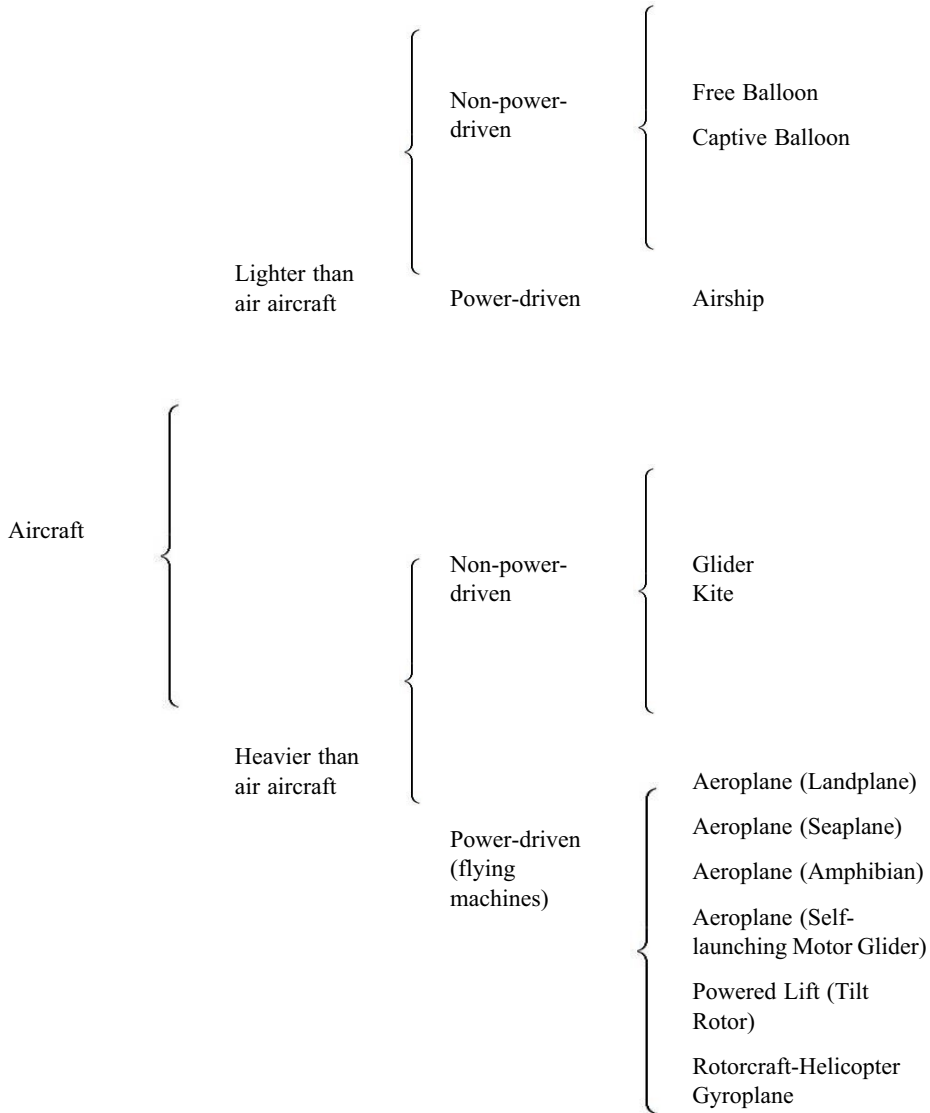 Non-power-
driven
Free Balloon
Captive Balloon
Lighter than
air aircraft
Power-driven
Airship
Aircraft
Non-power-
driven
Glider
Kite
Heavier than
air aircraft
Power-driven
(flying
machines)
Aeroplane (Landplane)
Aeroplane (Seaplane)
Aeroplane (Amphibian)
Aeroplane (Self-
launching Motor Glider)
Powered Lift (Tilt
Rotor)
Rotorcraft-Helicopter
Gyroplane